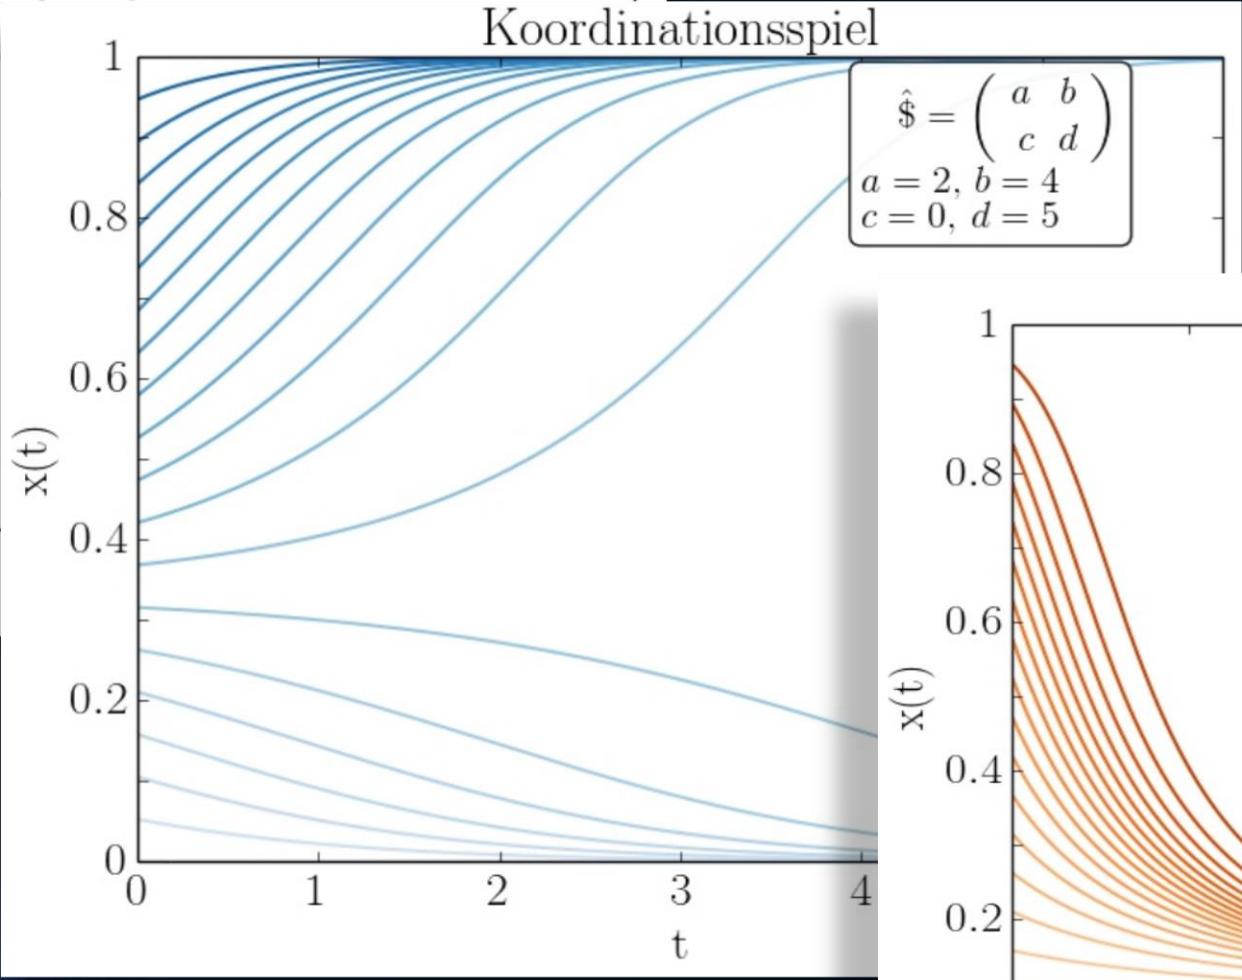 Koordinationsspiel
1
0.8
0.6
0.4
0.2
0
x(t)
0 1 2 3 4
t
$̂ = ( a b
c d )
a = 2, b = 4
c = 0, d = 5
1
0.8
0.6
0.4
0.2
x(t)